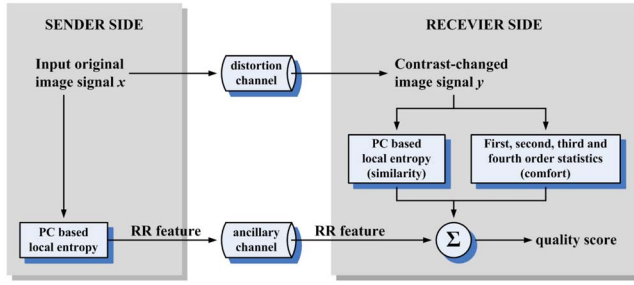 SENDER SIDE
RECEVIER SIDE
Input original
image signal x
distortion
channel
Contrast-changed
image signal y
PC based
local entropy
(similarity)
First, second, third and
fourth order statistics
(comfort)
PC based
local entropy
RR feature
ancillary
channel
RR feature
Σ
quality score